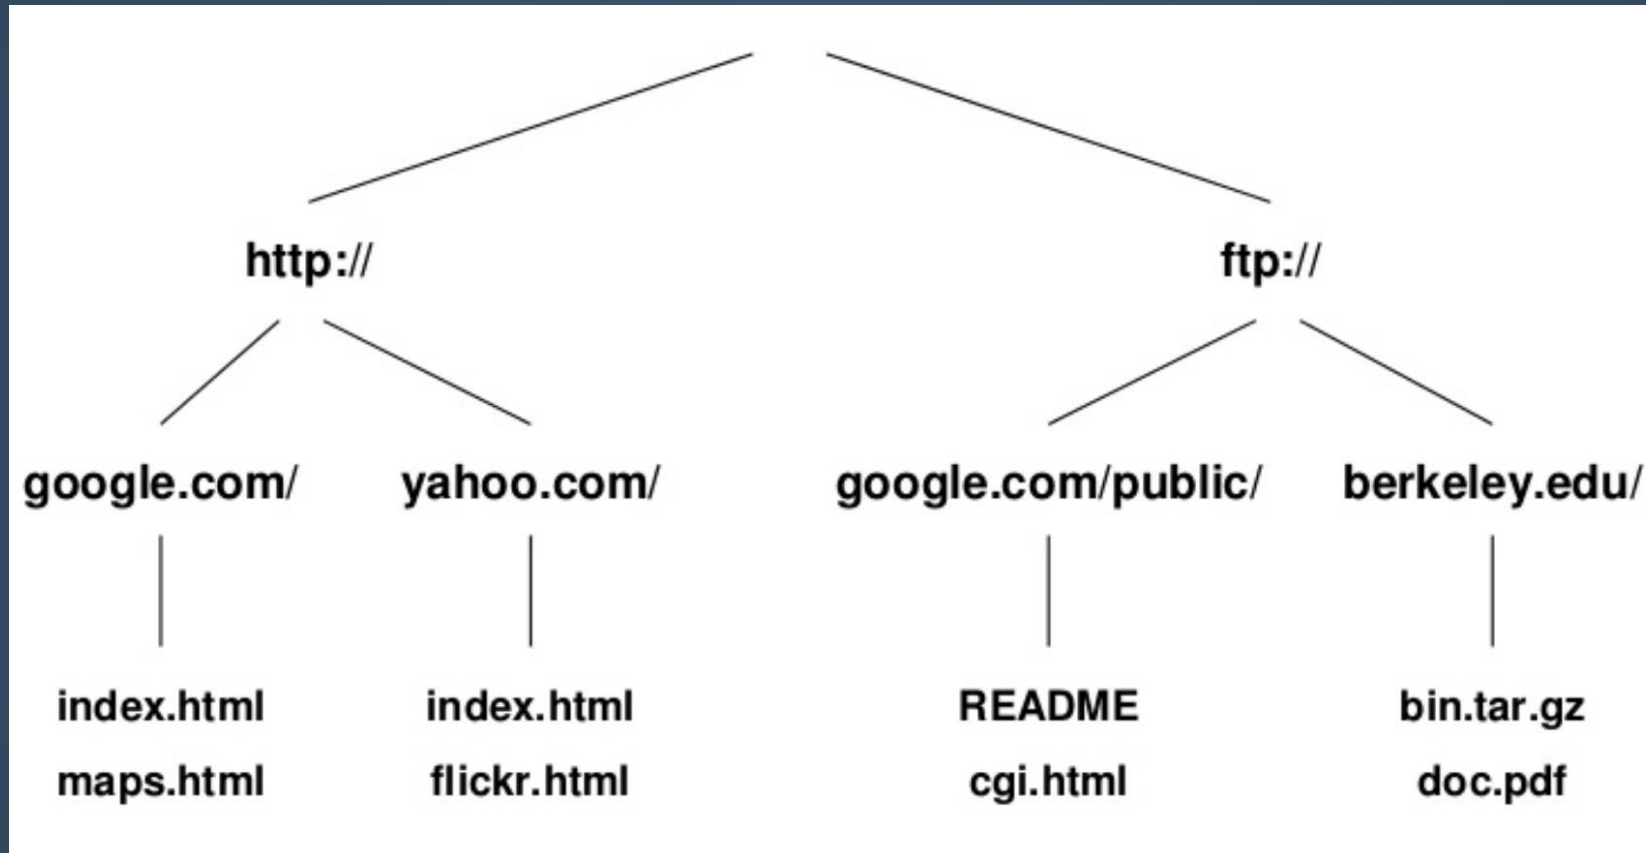 http://
ftp://
google.com/
yahoo.com/
google.com/public/
berkeley.edu/
index.html
index.html
README
bin.tar.gz
maps.html
flickr.html
cgi.html
doc.pdf